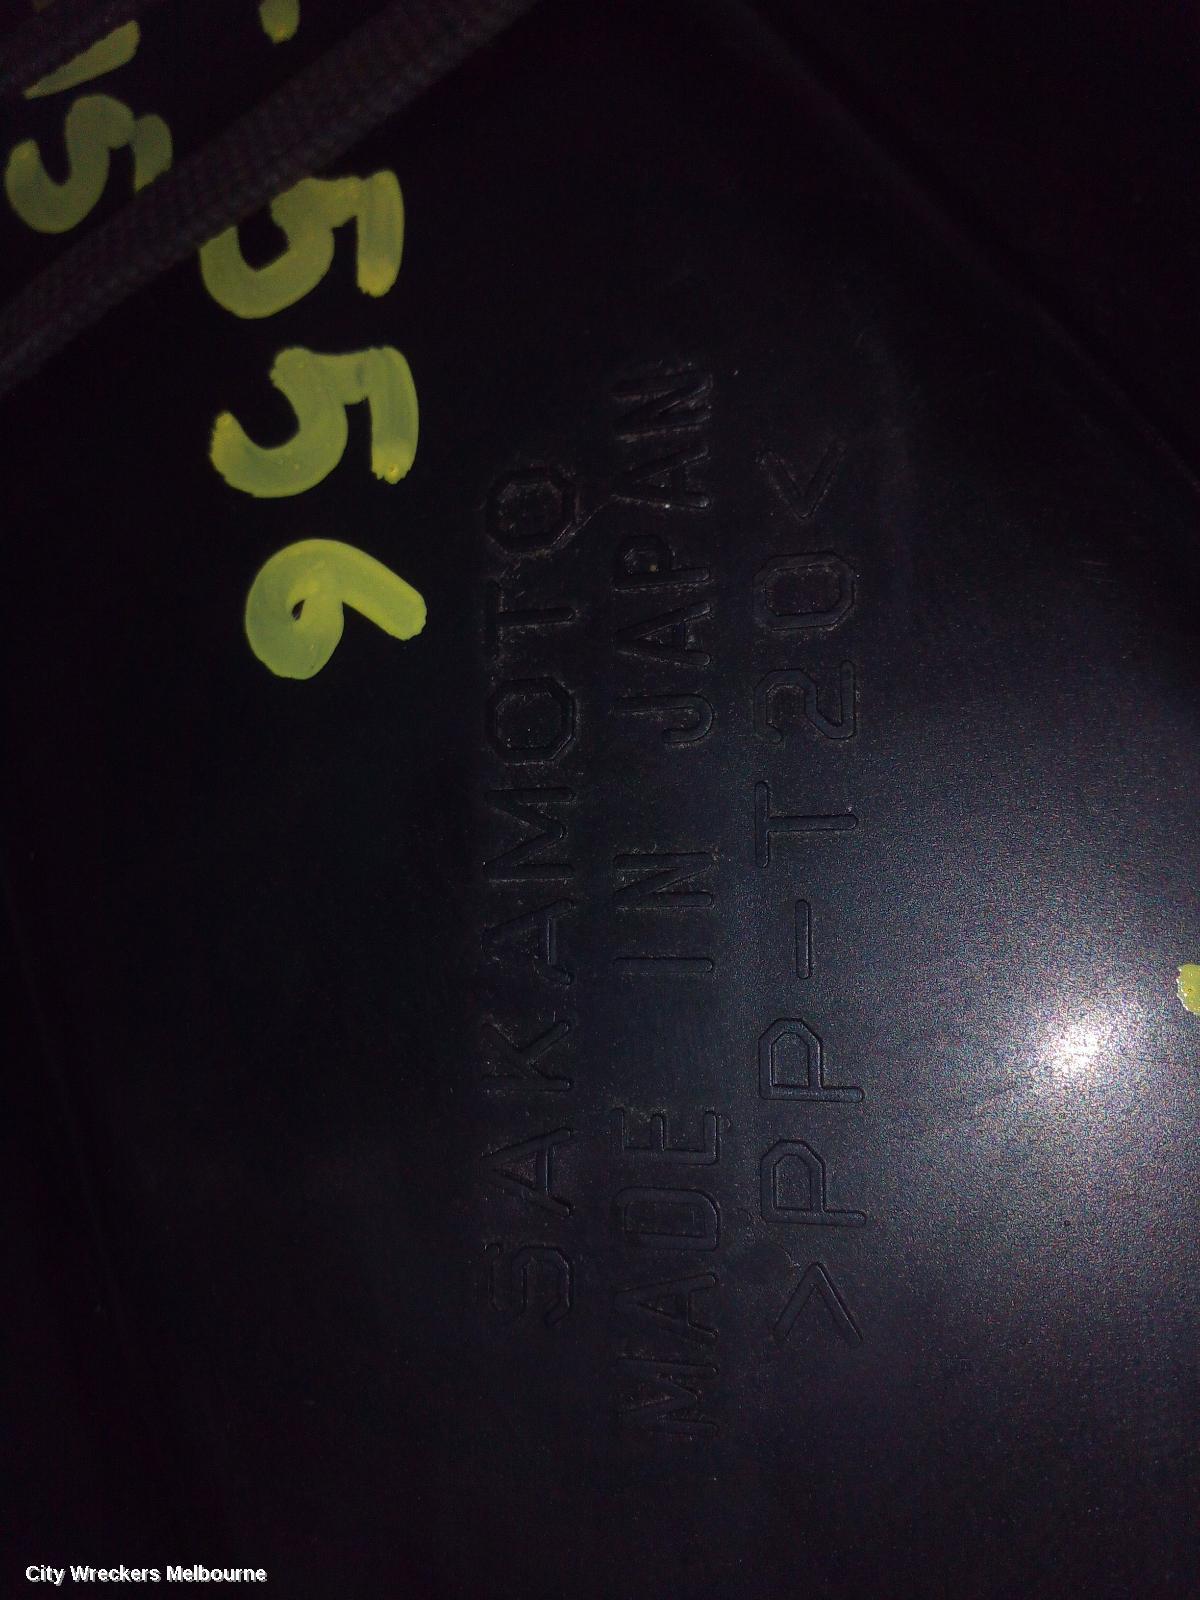 SAKAMOTO
MADE IN JAPAN
>PP-T20<
556
City Wreckers Melbourne